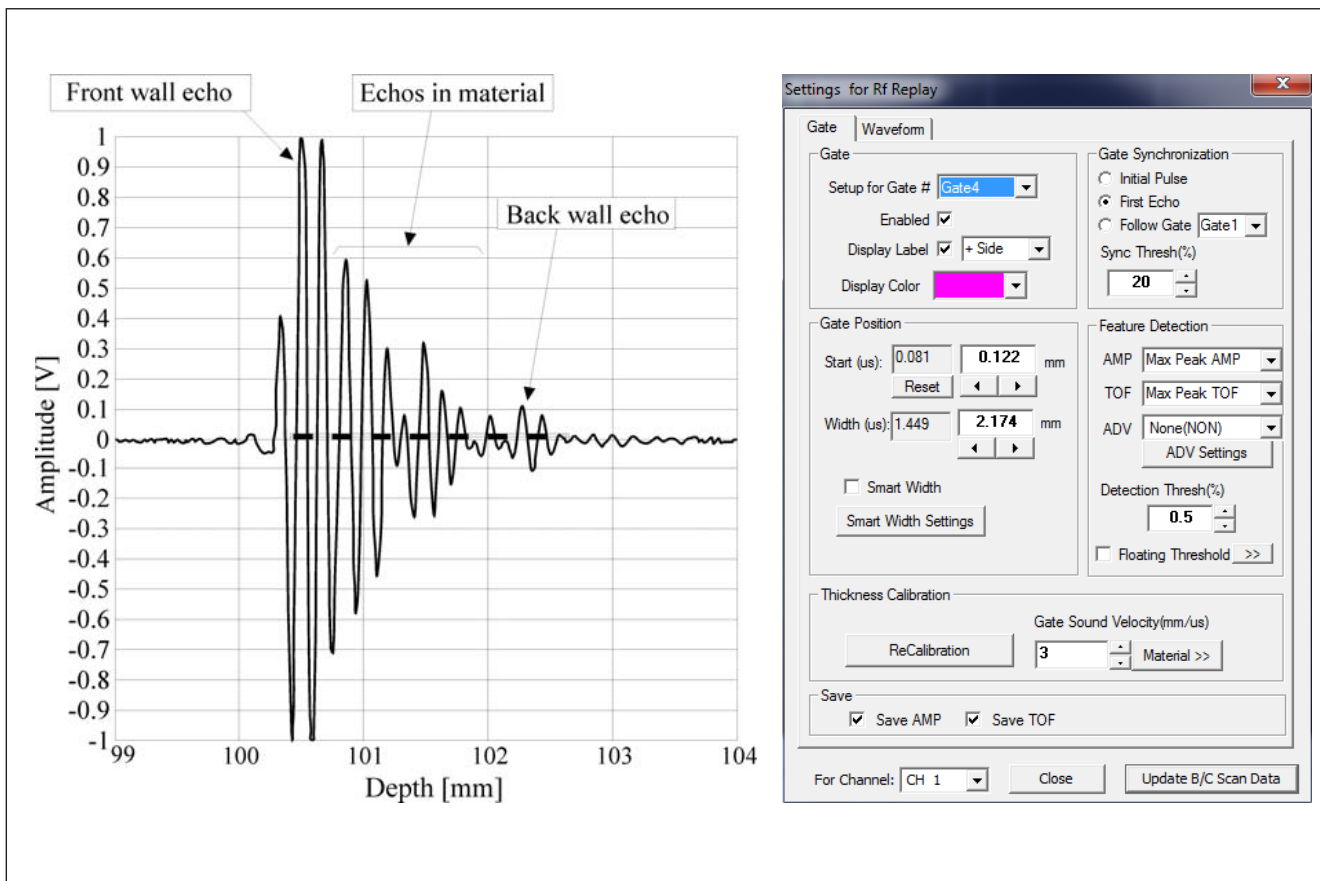 Front wall echo
Echos in material
Back wall echo
1
0.9
0.8
0.7
0.6
0.5
0.4
0.3
0.2
0.1
0
-0.1
-0.2
-0.3
-0.4
-0.5
-0.6
-0.7
-0.8
-0.9
-1
Amplitude [V]
99 100 101 102 103 104
Depth [mm]
Settings for Rf Replay
Gate Waveform
Gate
Setup for Gate # Gate4
Enabled
Display Label + Side
Display Color
Gate Synchronization
Initial Pulse
First Echo
Follow Gate Gate1
Sync Thresh(%)
20
Gate Position
Start (us): 0.081 0.122 mm
Reset
Width (us): 1.449 2.174 mm
Smart Width
Smart Width Settings
Feature Detection
AMP Max Peak AMP
TOF Max Peak TOF
ADV None(NON)
ADV Settings
Detection Thresh(%)
0.5
Floating Threshold >>
Thickness Calibration
ReCalibration
Gate Sound Velocity(mm/us)
3 Material >>
Save
Save AMP Save TOF
For Channel: CH 1 Close Update B/C Scan Data